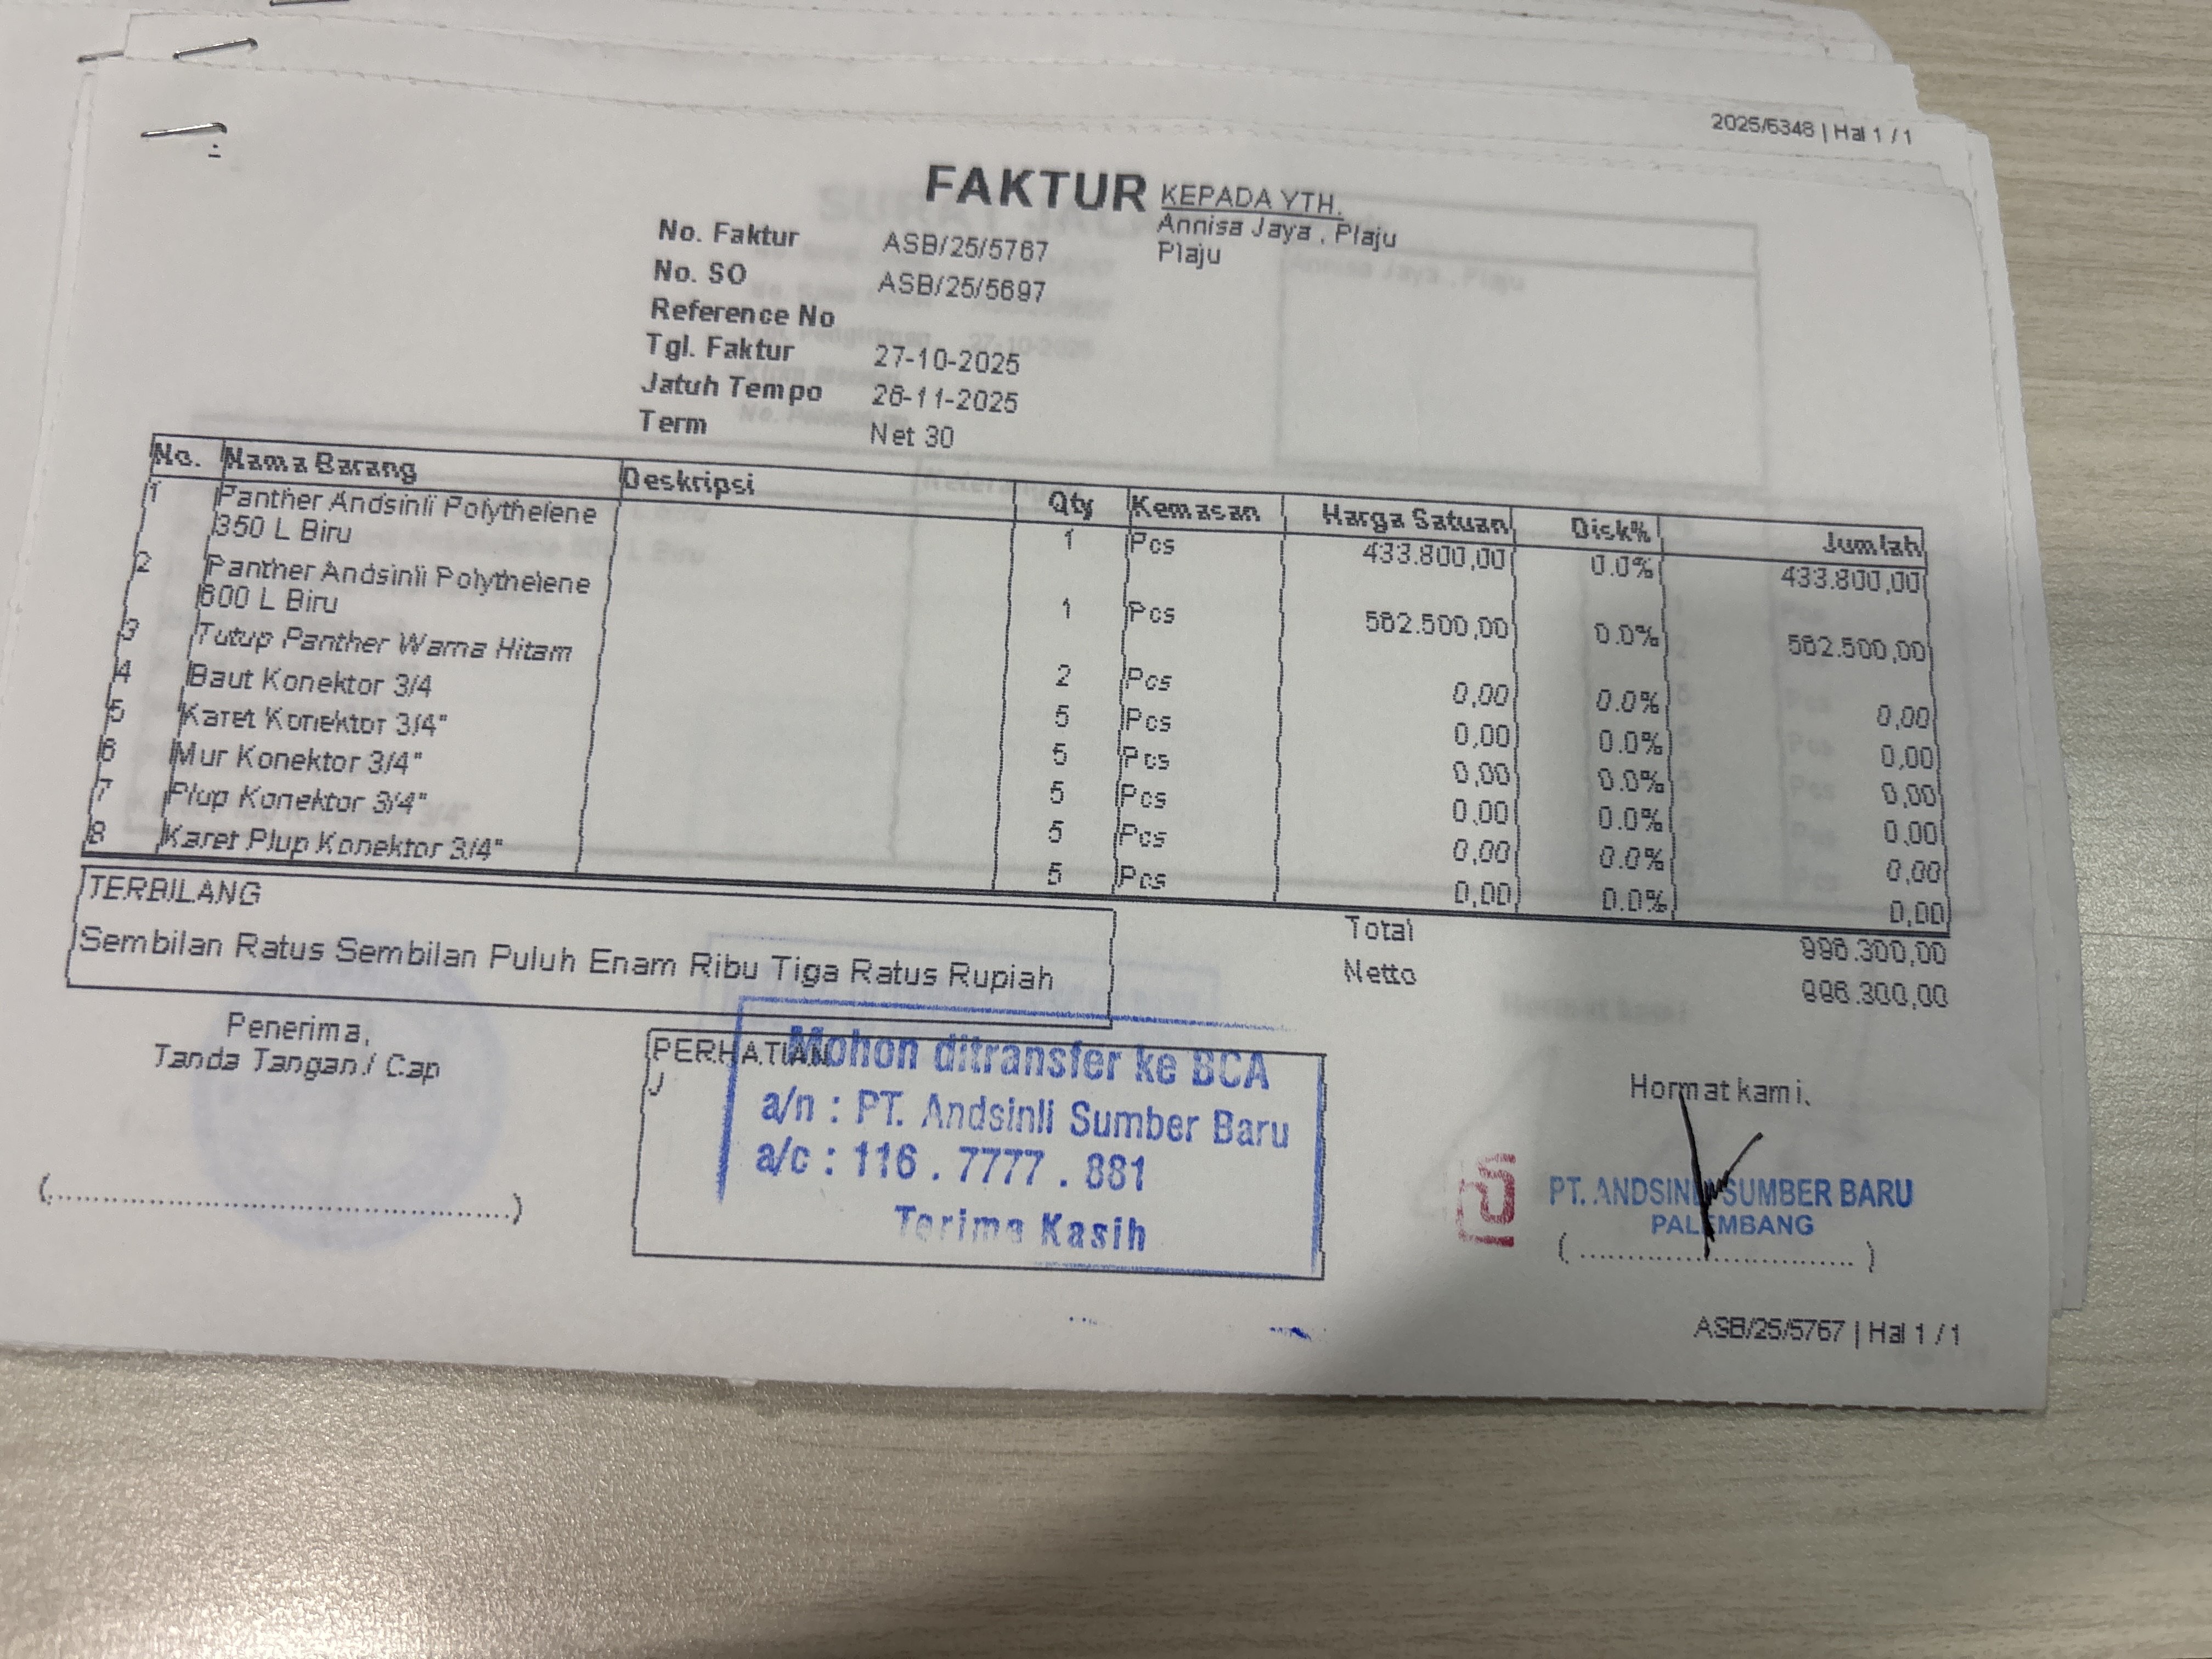 2025/5348 | Hal 1 / 1
FAKTUR
KEPADA YTH.
Annisa Jaya , Plaju
Plaju
No. Faktur ASB/25/5767
No. SO ASB/25/5697
Reference No
Tgl. Faktur 27-10-2025
Jatuh Tempo 26-11-2025
Term Net 30
No. Nama Barang Deskripsi Qty Kemasan Harga Satuan Disk% Jumlah
1 Panther Andsinli Polythelene 350 L Biru 1 Pcs 433.800,00 0.0% 433.800,00
2 Panther Andsinli Polythelene 600 L Biru 1 Pcs 562.500,00 0.0% 562.500,00
3 Tutup Panther Warna Hitam 2 Pcs 0,00 0.0% 0,00
4 Baut Konektor 3/4 5 Pcs 0,00 0.0% 0,00
5 Karet Konektor 3/4" 5 Pcs 0,00 0.0% 0,00
6 Mur Konektor 3/4" 5 Pcs 0,00 0.0% 0,00
7 Plup Konektor 3/4" 5 Pcs 0,00 0.0% 0,00
8 Karet Plup Konektor 3/4" 5 Pcs 0,00 0.0% 0,00
TERBILANG
Sembilan Ratus Sembilan Puluh Enam Ribu Tiga Ratus Rupiah
Total 996.300,00
Netto 996.300,00
Penerima,
Tanda Tangan / Cap
(................................................)
PERHATIAN
Mohon ditransfer ke BCA
a/n : PT. Andsinli Sumber Baru
a/c : 116 . 7777 . 881
Terima Kasih
Hormat kami,
PT. ANDSINLI SUMBER BARU
PALEMBANG
( .............................. )
ASB/25/5767 | Hal 1 / 1